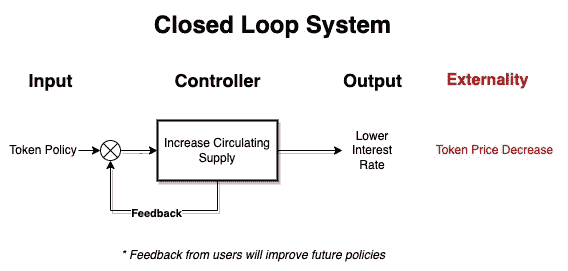 Closed Loop System
Input
Controller
Output
Externality
Token Policy
Increase Circulating
Supply
Lower
Interest
Rate
Token Price Decrease
Feedback
* Feedback from users will improve future policies